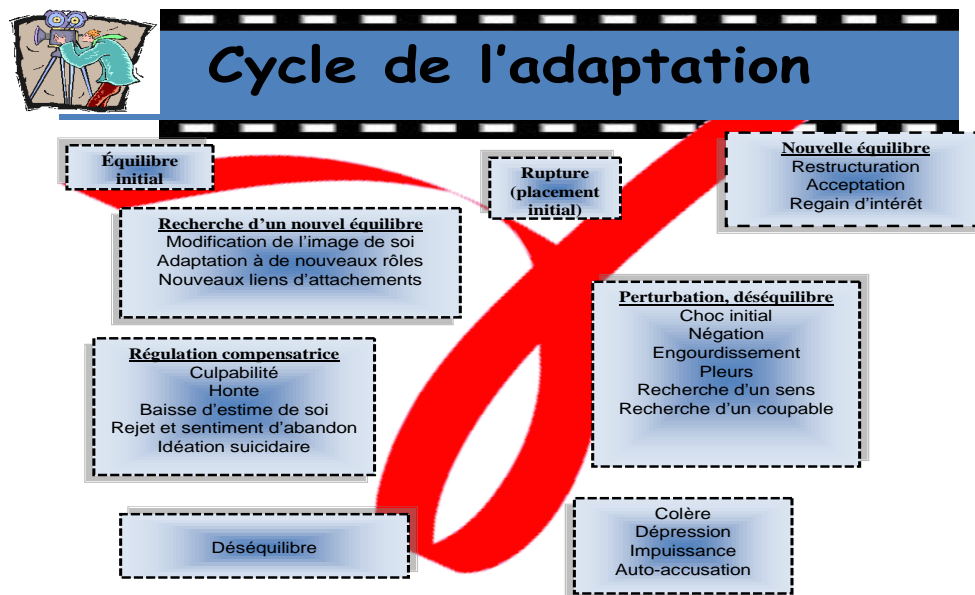 Cycle de l'adaptation
Équilibre
initial
Rupture
(placement
initial)
Nouvelle équilibre
Restructuration
Acceptation
Regain d'intérêt
Recherche d'un nouvel équilibre
Modification de l'image de soi
Adaptation à de nouveaux rôles
Nouveaux liens d'attachements
Perturbation, déséquilibre
Choc initial
Négation
Engourdissement
Pleurs
Recherche d'un sens
Recherche d'un coupable
Régulation compensatrice
Culpabilité
Honte
Baisse d'estime de soi
Rejet et sentiment d'abandon
Idéation suicidaire
Déséquilibre
Colère
Dépression
Impuissance
Auto-accusation